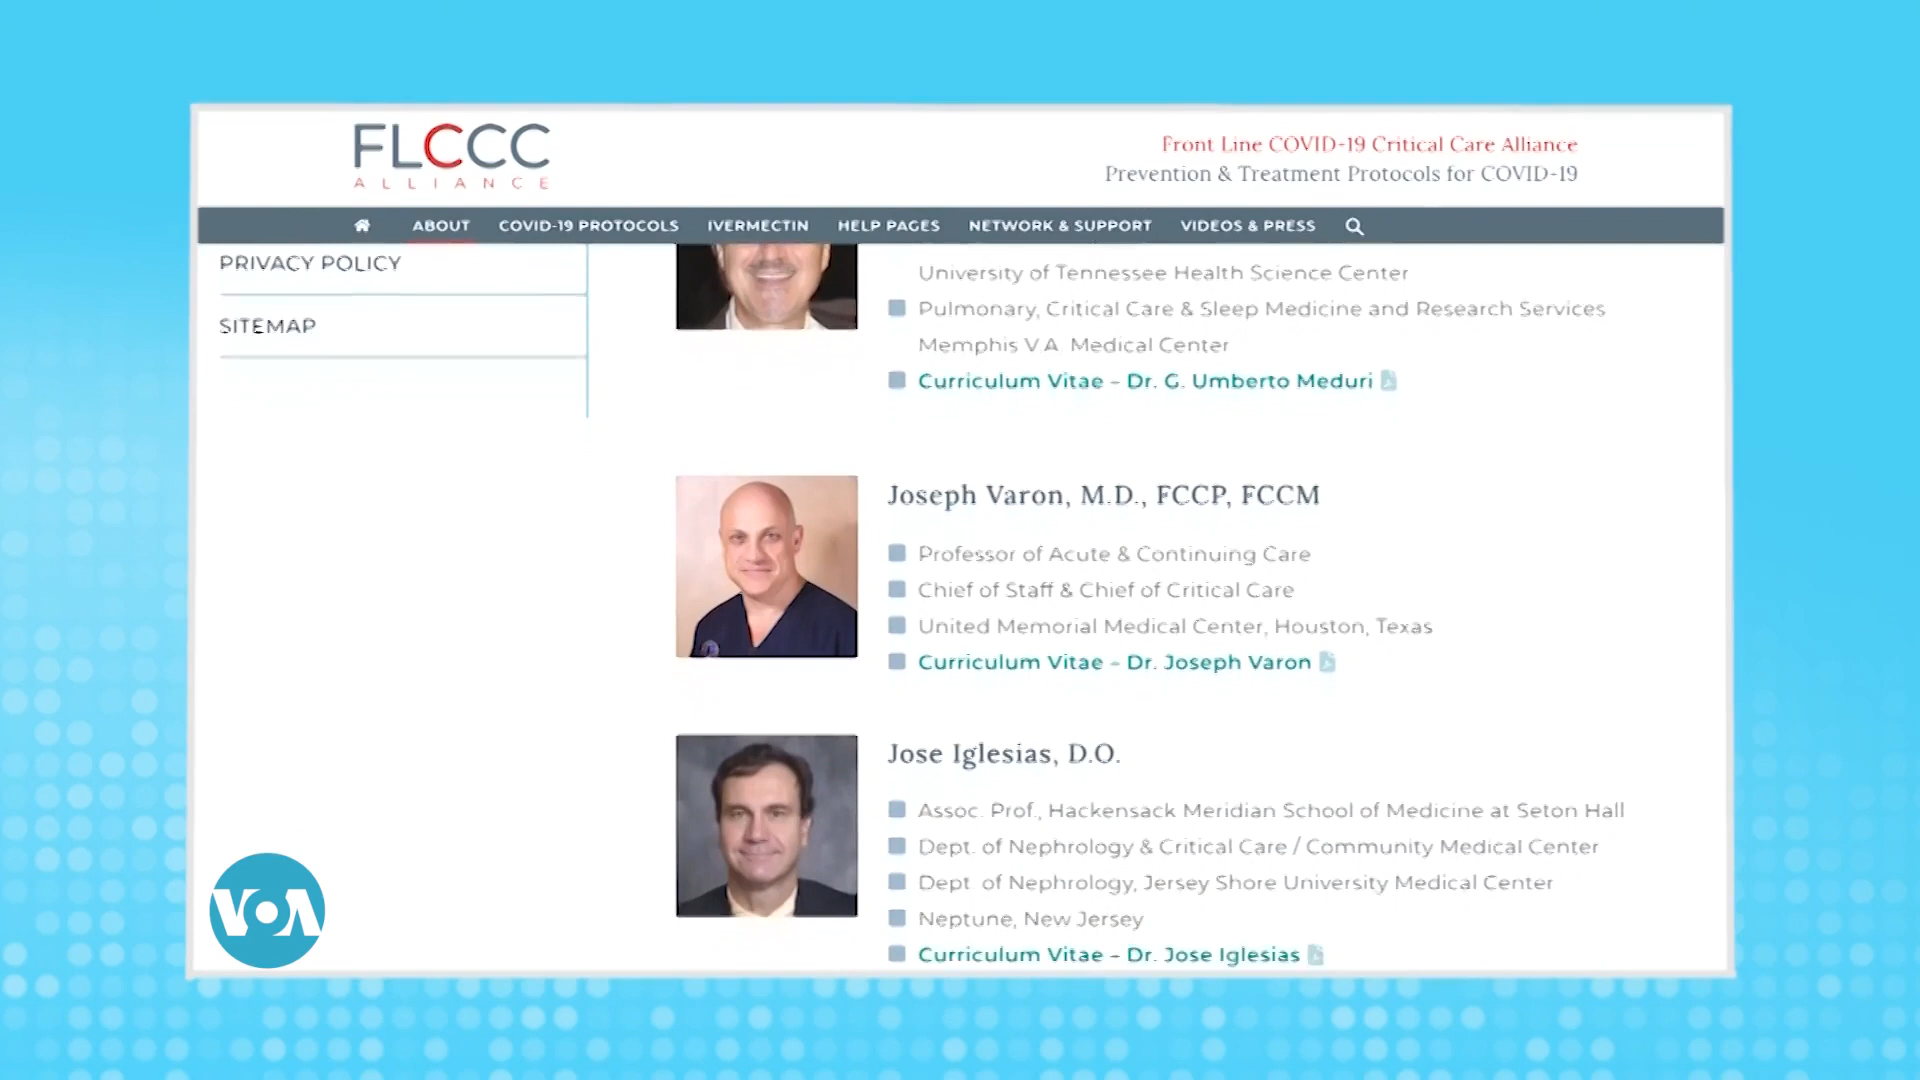 FLCCC
ALLIANCE
Front Line COVID-19 Critical Care Alliance
Prevention & Treatment Protocols for COVID-19
ABOUT COVID-19 PROTOCOLS IVERMECTIN HELP PAGES NETWORK & SUPPORT VIDEOS & PRESS
PRIVACY POLICY
SITEMAP
University of Tennessee Health Science Center
Pulmonary, Critical Care & Sleep Medicine and Research Services
Memphis V.A. Medical Center
Curriculum Vitae – Dr. G. Umberto Meduri
Joseph Varon, M.D., FCCP, FCCM
Professor of Acute & Continuing Care
Chief of Staff & Chief of Critical Care
United Memorial Medical Center, Houston, Texas
Curriculum Vitae – Dr. Joseph Varon
Jose Iglesias, D.O.
Assoc. Prof., Hackensack Meridian School of Medicine at Seton Hall
Dept. of Nephrology & Critical Care / Community Medical Center
Dept. of Nephrology, Jersey Shore University Medical Center
Neptune, New Jersey
Curriculum Vitae – Dr. Jose Iglesias
VOA